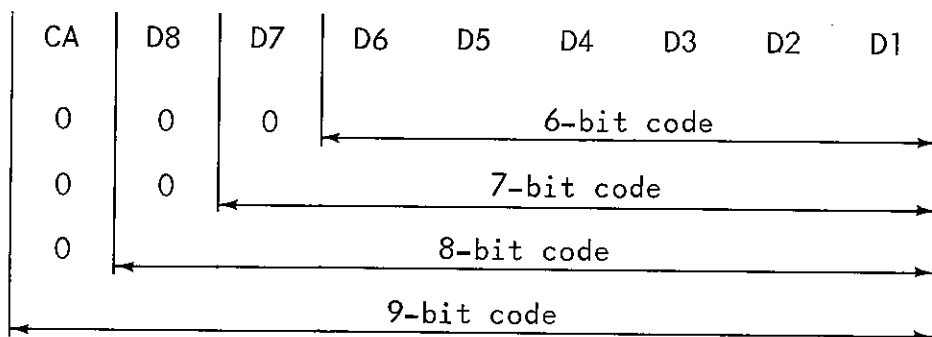 CA D8 D7 D6 D5 D4 D3 D2 D1
0 0 0 6-bit code
0 0 7-bit code
0 8-bit code
9-bit code